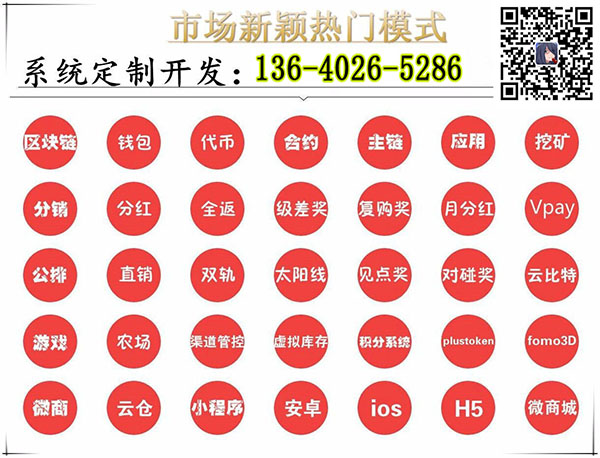 市场新颖热门模式
系统定制开发：136-4026-5286
区块链 钱包 代币 合约 主链 应用 挖矿
分销 分红 全返 级差奖 复购奖 月分红 Vpay
公排 直销 双轨 太阳线 见点奖 对碰奖 云比特
游戏 农场 渠道管控 虚拟库存 积分系统 plustoken fomo3D
微商 云仓 小程序 安卓 ios H5 微商城